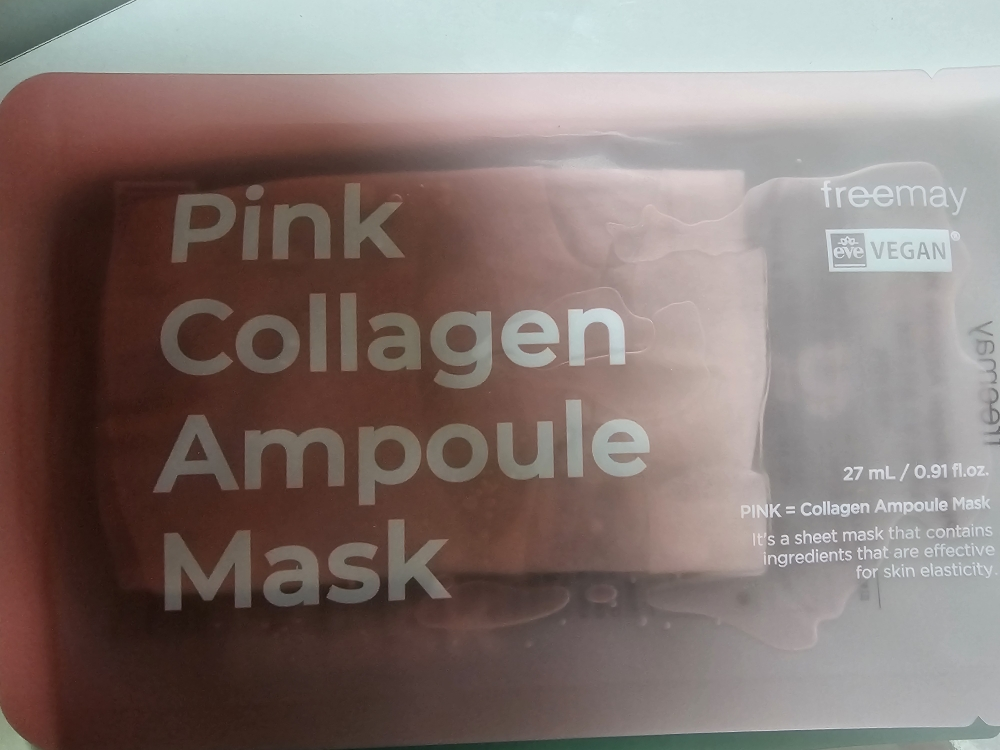 Pink
Collagen
Ampoule
Mask
freemay
eve VEGAN®
freemay
27 mL / 0.91 fl.oz.
PINK = Collagen Ampoule Mask
It's a sheet mask that contains
ingredients that are effective
for skin elasticity.